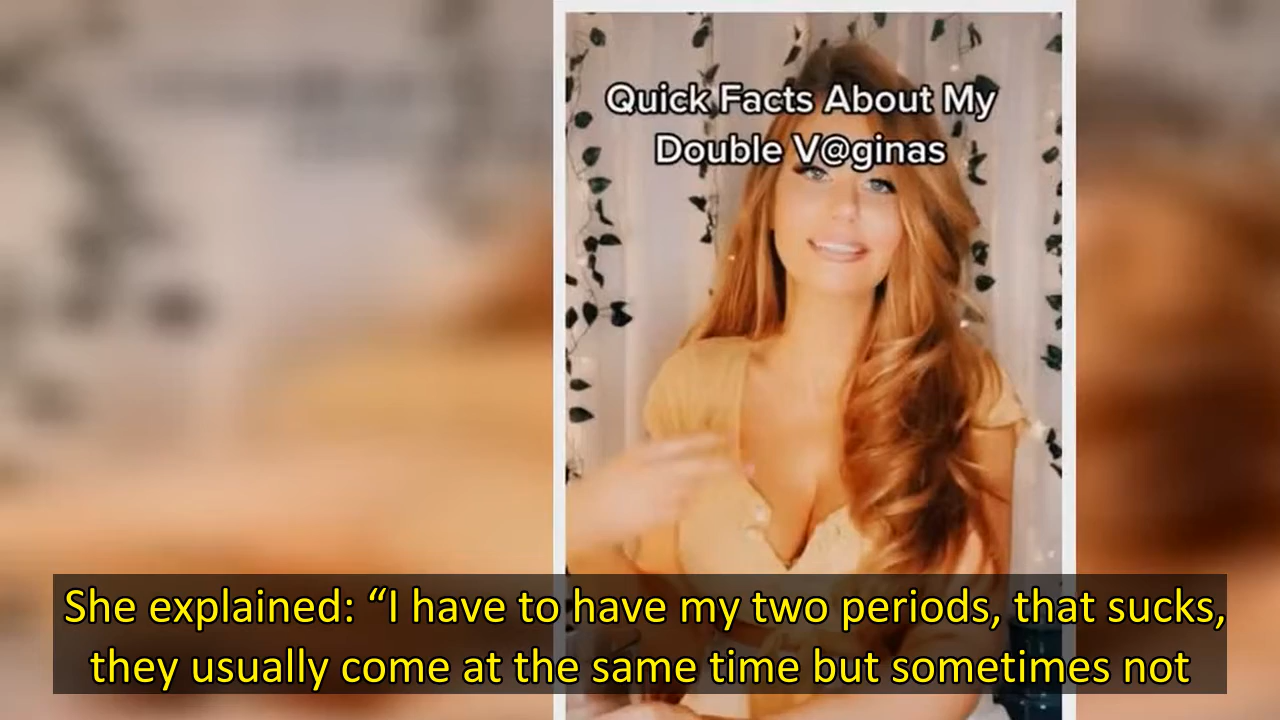 Quick Facts About My
Double V@ginas
She explained: “I have to have my two periods, that sucks,
they usually come at the same time but sometimes not